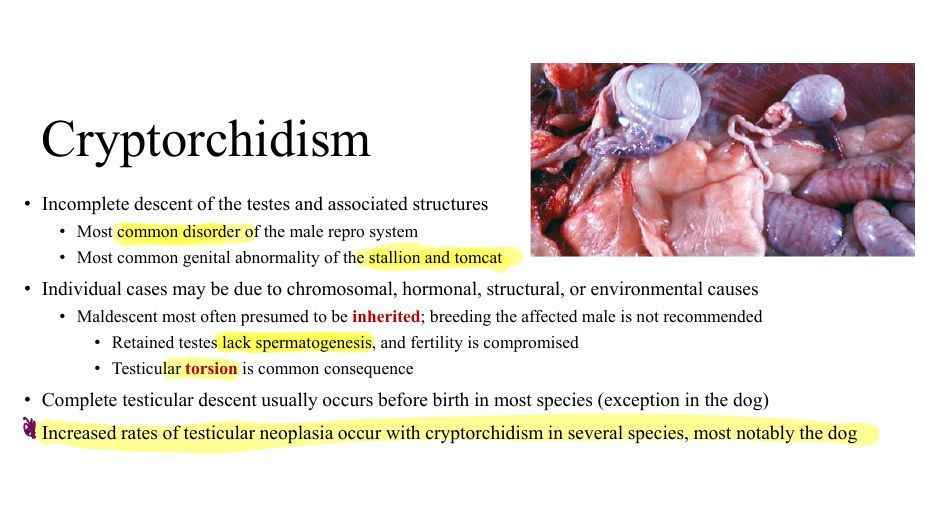 Cryptorchidism
• Incomplete descent of the testes and associated structures
• Most common disorder of the male repro system
• Most common genital abnormality of the stallion and tomcat
• Individual cases may be due to chromosomal, hormonal, structural, or environmental causes
• Maldescent most often presumed to be inherited; breeding the affected male is not recommended
• Retained testes lack spermatogenesis, and fertility is compromised
• Testicular torsion is common consequence
• Complete testicular descent usually occurs before birth in most species (exception in the dog)
Increased rates of testicular neoplasia occur with cryptorchidism in several species, most notably the dog